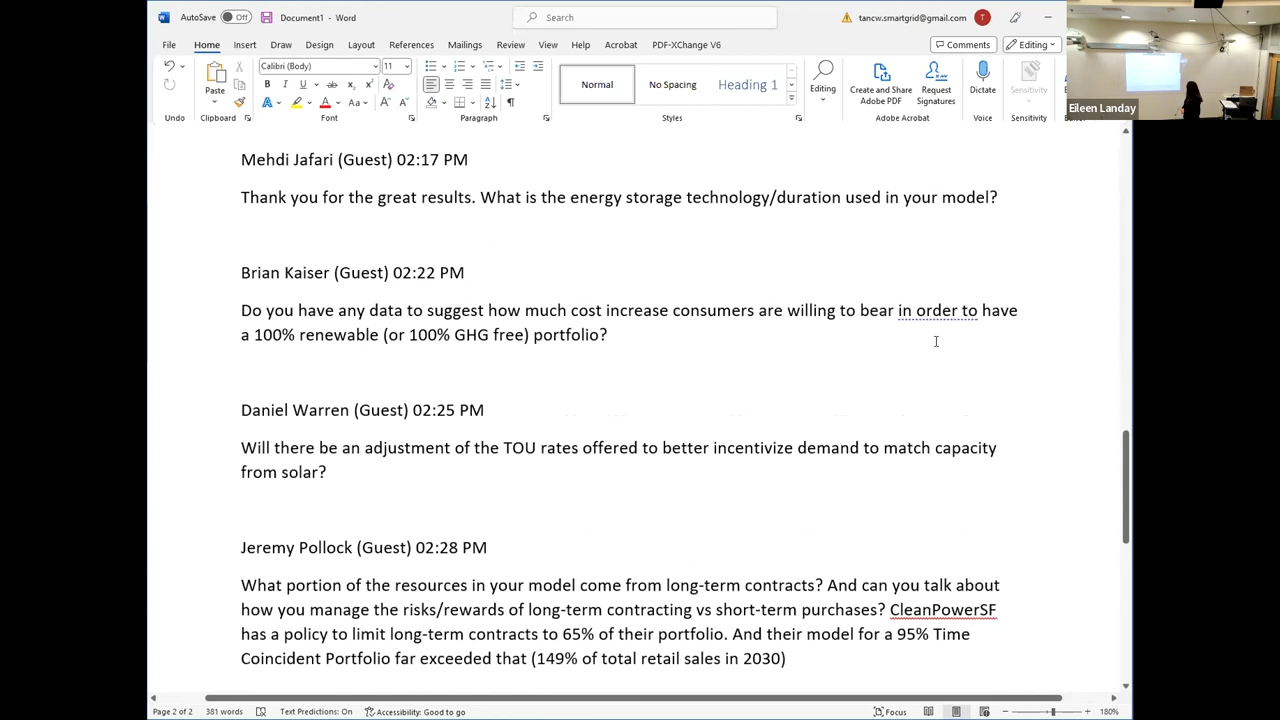 AutoSave Off Document1 - Word Search tancw.smartgrid@gmail.com T
File Home Insert Draw Design Layout References Mailings Review View Help Acrobat PDF-XChange V6 Comments Editing
Calibri (Body) 11
Paste Normal No Spacing Heading 1 Editing Create and Share Adobe PDF Request Signatures Dictate Sensitivity
Undo Clipboard Font Paragraph Styles Adobe Acrobat Voice Sensitivity
Eileen Landay
Mehdi Jafari (Guest) 02:17 PM
Thank you for the great results. What is the energy storage technology/duration used in your model?
Brian Kaiser (Guest) 02:22 PM
Do you have any data to suggest how much cost increase consumers are willing to bear in order to have
a 100% renewable (or 100% GHG free) portfolio?
Daniel Warren (Guest) 02:25 PM
Will there be an adjustment of the TOU rates offered to better incentivize demand to match capacity
from solar?
Jeremy Pollock (Guest) 02:28 PM
What portion of the resources in your model come from long-term contracts? And can you talk about
how you manage the risks/rewards of long-term contracting vs short-term purchases? CleanPowerSF
has a policy to limit long-term contracts to 65% of their portfolio. And their model for a 95% Time
Coincident Portfolio far exceeded that (149% of total retail sales in 2030)
Page 2 of 2 381 words Text Predictions: On Accessibility: Good to go Focus 180%